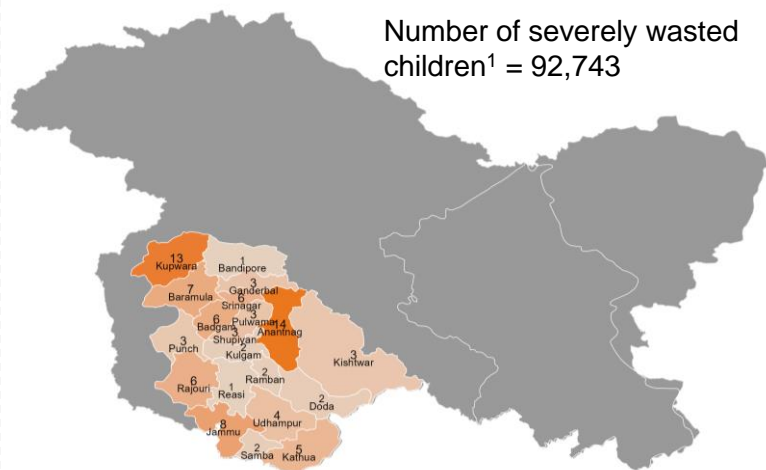 Number of severely wasted
children¹ = 92,743
13
Kupwara
1
Bandipore
7
Baramula
3
Ganderbal
6
Srinagar
6
Badgam
3
Pulwama
14
Anantnag
3
Shupiyan
3
Punch
2
Kulgam
3
Kishtwar
2
Ramban
6
Rajouri
1
Reasi
2
Doda
4
Udhampur
8
Jammu
2
Samba
5
Kathua